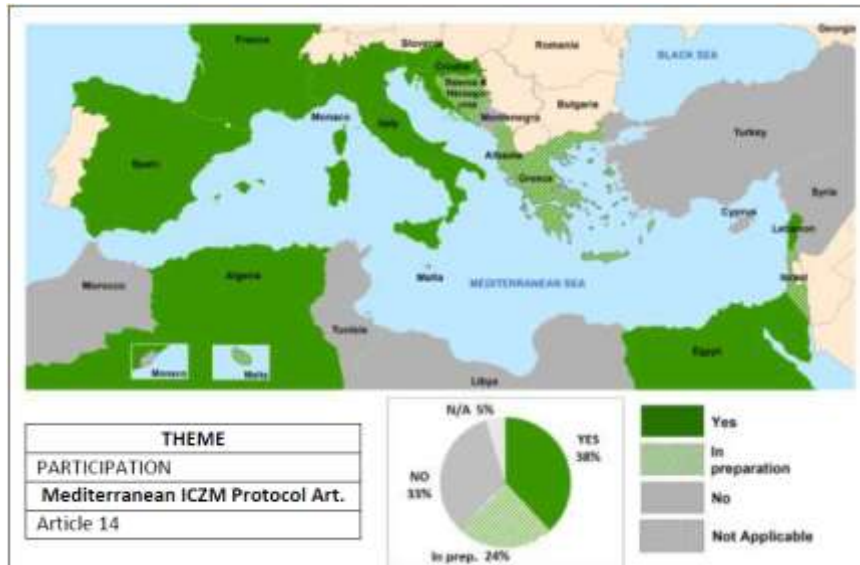 France
Slovenia
Romania
Georgia
BLACK SEA
Croatia
Bosnia &
Herzegov
ina
Monaco
Italy
Montenegro
Bulgaria
Spain
Albania
Greece
Turkey
Cyprus
Syria
Lebanon
Israel
Malta
MEDITERRANEAN SEA
Morocco
Algeria
Tunisia
Libya
Egypt
Monaco
Malta
THEME
PARTICIPATION
Mediterranean ICZM Protocol Art.
Article 14
N/A 5%
YES
38%
NO
33%
In prep. 24%
Yes
In
preparation
No
Not Applicable